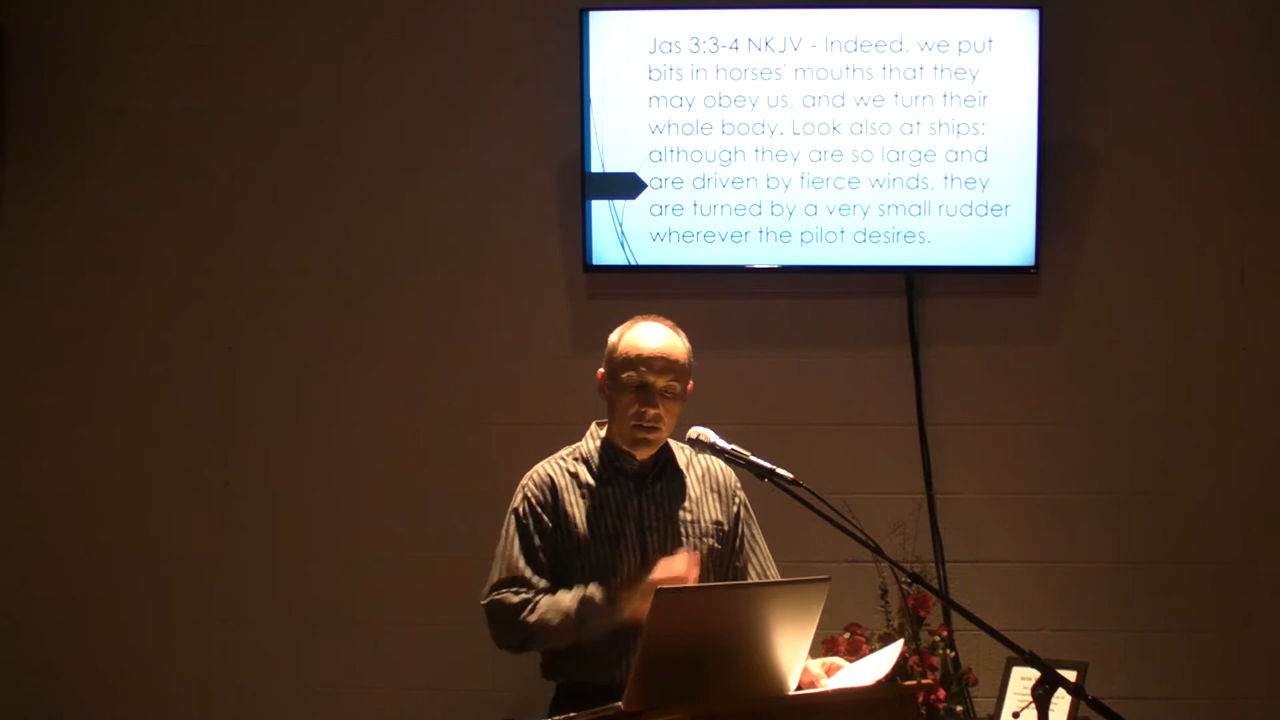 Jas 3:3-4 NKJV - Indeed, we put
bits in horses' mouths that they
may obey us, and we turn their
whole body. Look also at ships:
although they are so large and
are driven by fierce winds, they
are turned by a very small rudder
wherever the pilot desires.